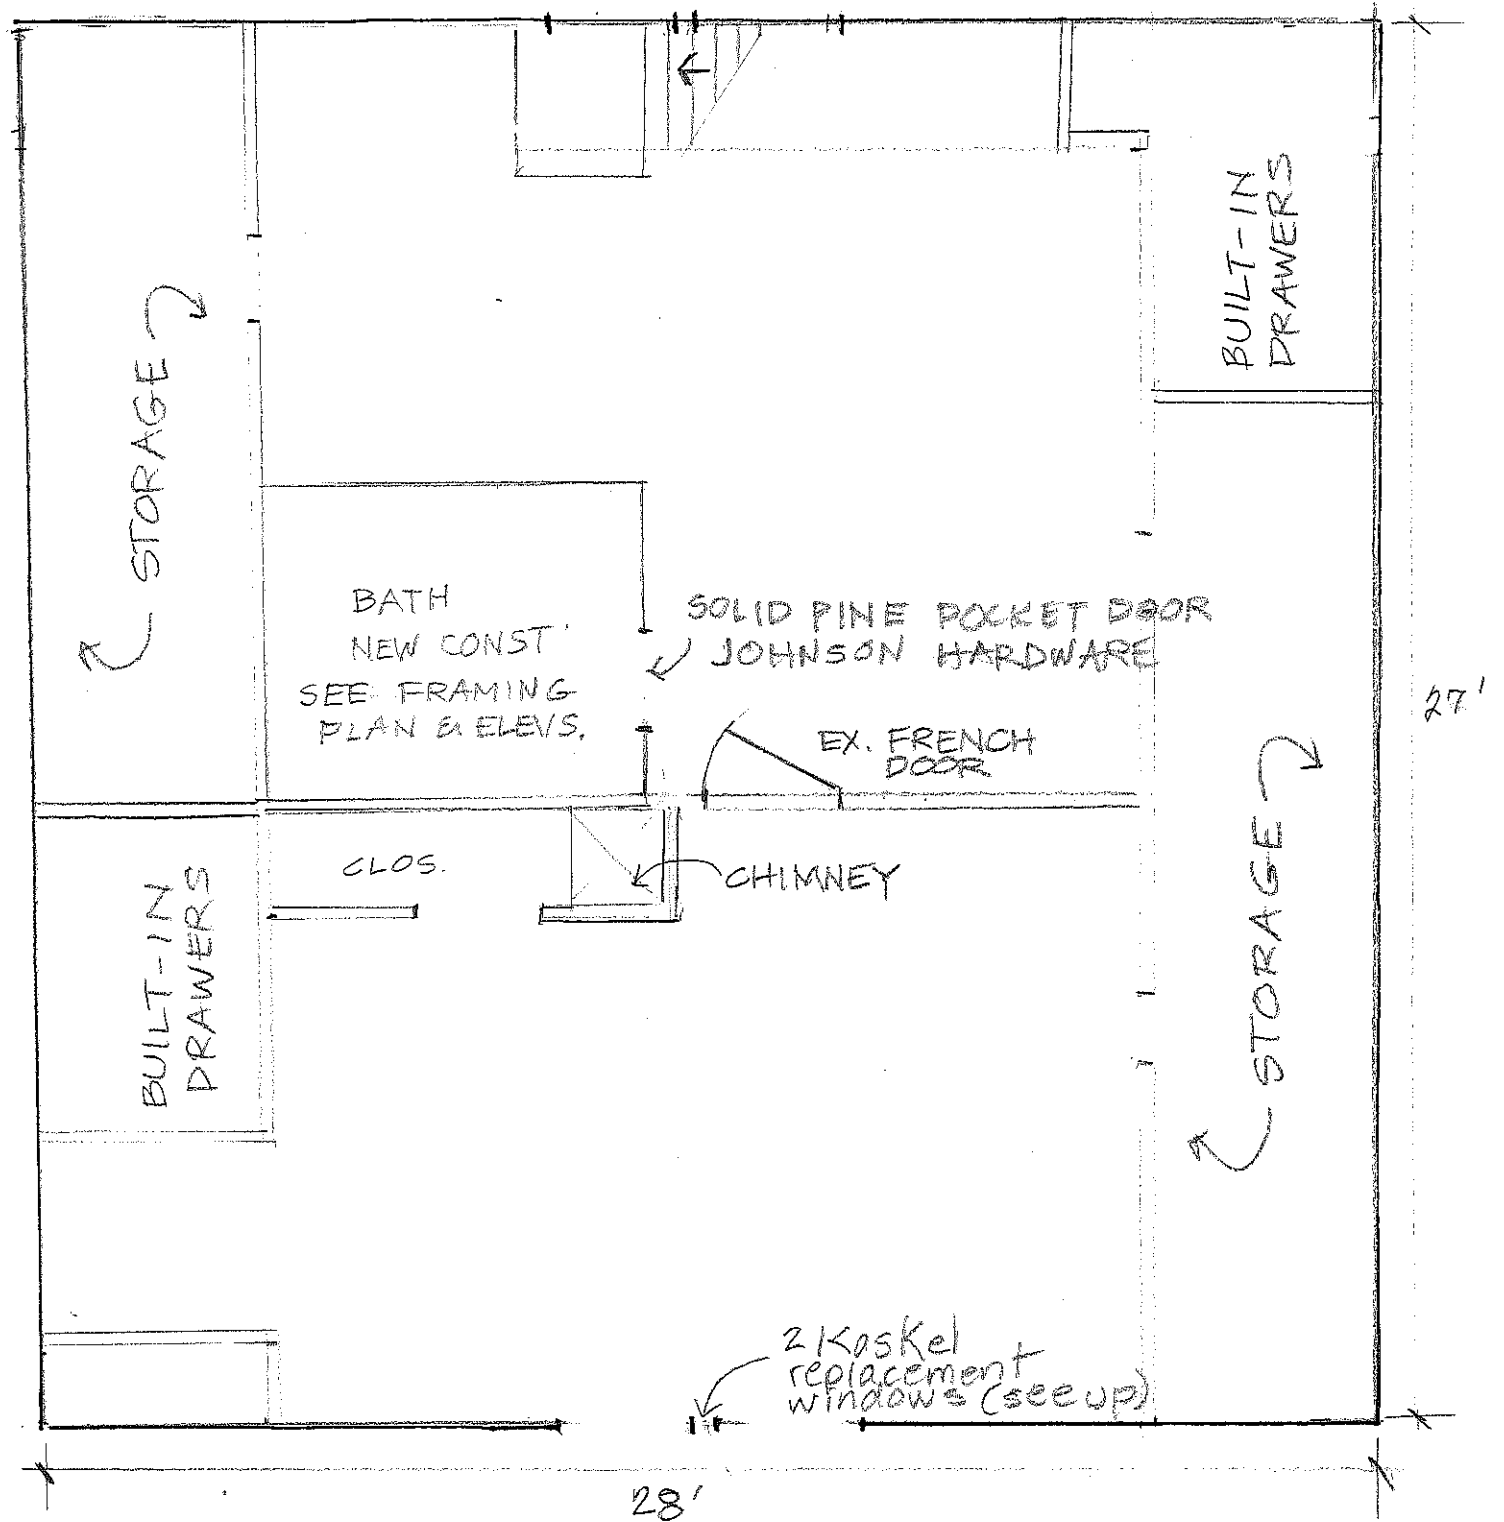 BUILT-IN
DRAWERS
STORAGE
BATH
NEW CONST'
SEE FRAMING
PLAN & ELEVS.
SOLID PINE POCKET DOOR
JOHNSON HARDWARE
27'
EX. FRENCH
DOOR
CLOS.
CHIMNEY
BUILT-IN
DRAWERS
STORAGE
2 Koskel
replacement
windows (see up)
28'